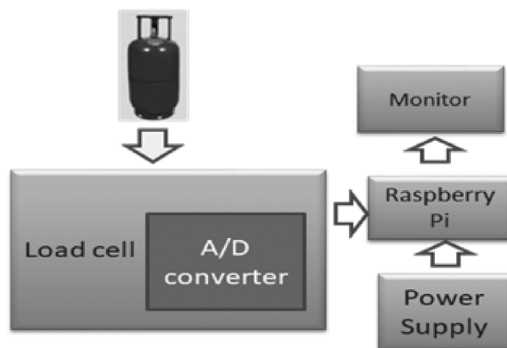 Monitor
Load cell
A/D
converter
Raspberry
Pi
Power
Supply